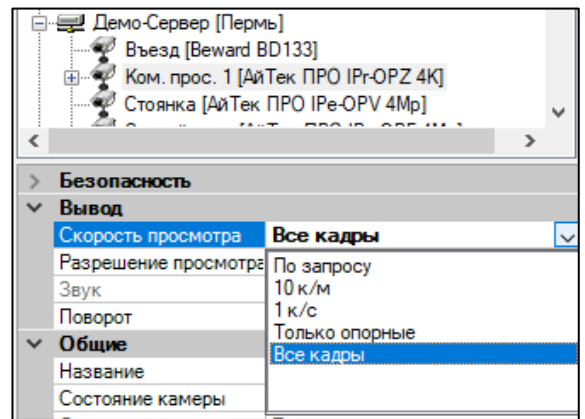 Демо-Сервер [Пермь]
Въезд [Beward BD133]
Ком. прос. 1 [АйТек ПРО IPr-OPZ 4K]
Стоянка [АйТек ПРО IPe-OPV 4Mp]
Безопасность
Вывод
Скорость просмотра Все кадры
Разрешение просмотра
По запросу
10 к/м
Звук
1 к/с
Поворот
Только опорные
Общие
Все кадры
Название
Состояние камеры